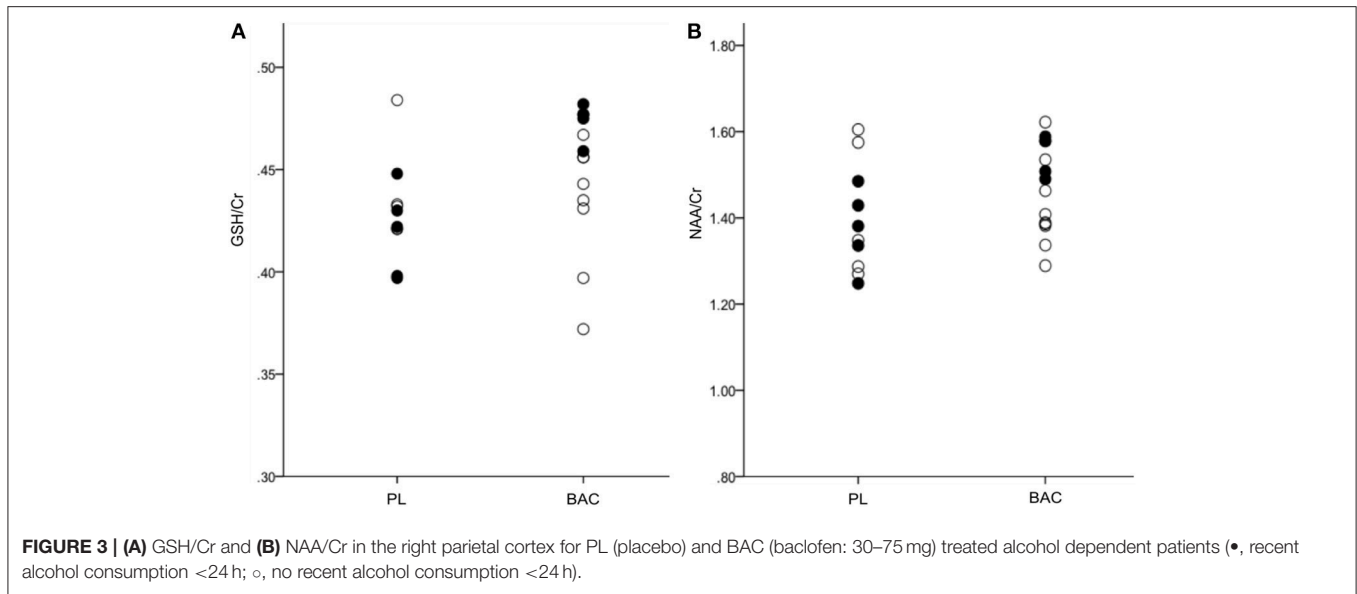 A
.50
.45
.40
.35
.30
GSH/Cr
PL
BAC
B
1.80
1.60
1.40
1.20
1.00
.80
NAA/Cr
PL
BAC
FIGURE 3 | (A) GSH/Cr and (B) NAA/Cr in the right parietal cortex for PL (placebo) and BAC (baclofen: 30–75 mg) treated alcohol dependent patients (●, recent
alcohol consumption <24 h; ○, no recent alcohol consumption <24 h).